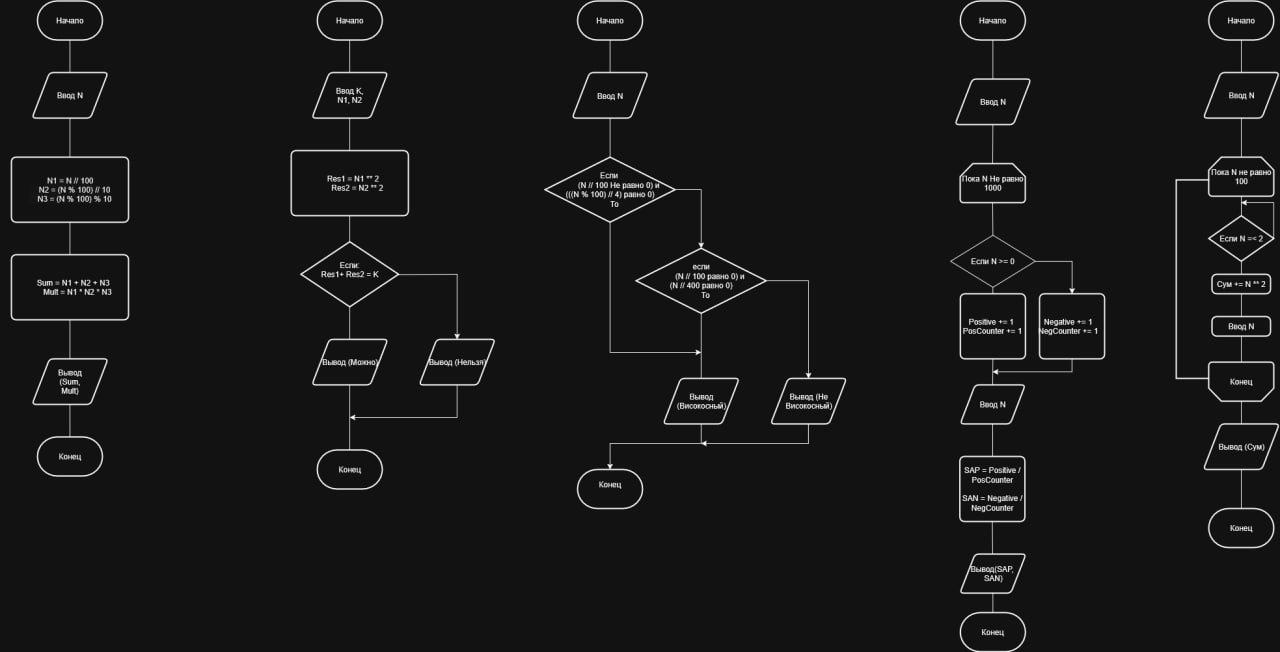 Начало
Ввод N
N1 = N // 100
N2 = (N % 100) // 10
N3 = (N % 100) % 10
Sum = N1 + N2 + N3
Mult = N1 * N2 * N3
Вывод
(Sum,
Mult)
Конец
Начало
Ввод K,
N1, N2
Res1 = N1 ** 2
Res2 = N2 ** 2
Если:
Res1+ Res2 = K
Вывод (Можно)
Вывод (Нельзя)
Конец
Начало
Ввод N
Если
(N // 100 Не равно 0) и
(((N % 100) // 4) равно 0)
То
если
(N // 100 равно 0) и
(N // 400 равно 0)
То
Вывод
(Високосный)
Вывод (Не
Високосный)
Конец
Начало
Ввод N
Пока N Не равно
1000
Если N >= 0
Positive += 1
PosCounter += 1
Negative += 1
NegCounter += 1
Ввод N
SAP = Positive /
PosCounter
SAN = Negative /
NegCounter
Вывод(SAP,
SAN)
Конец
Начало
Ввод N
Пока N не равно
100
Если N =< 2
Сум += N ** 2
Ввод N
Конец
Вывод (Сум)
Конец